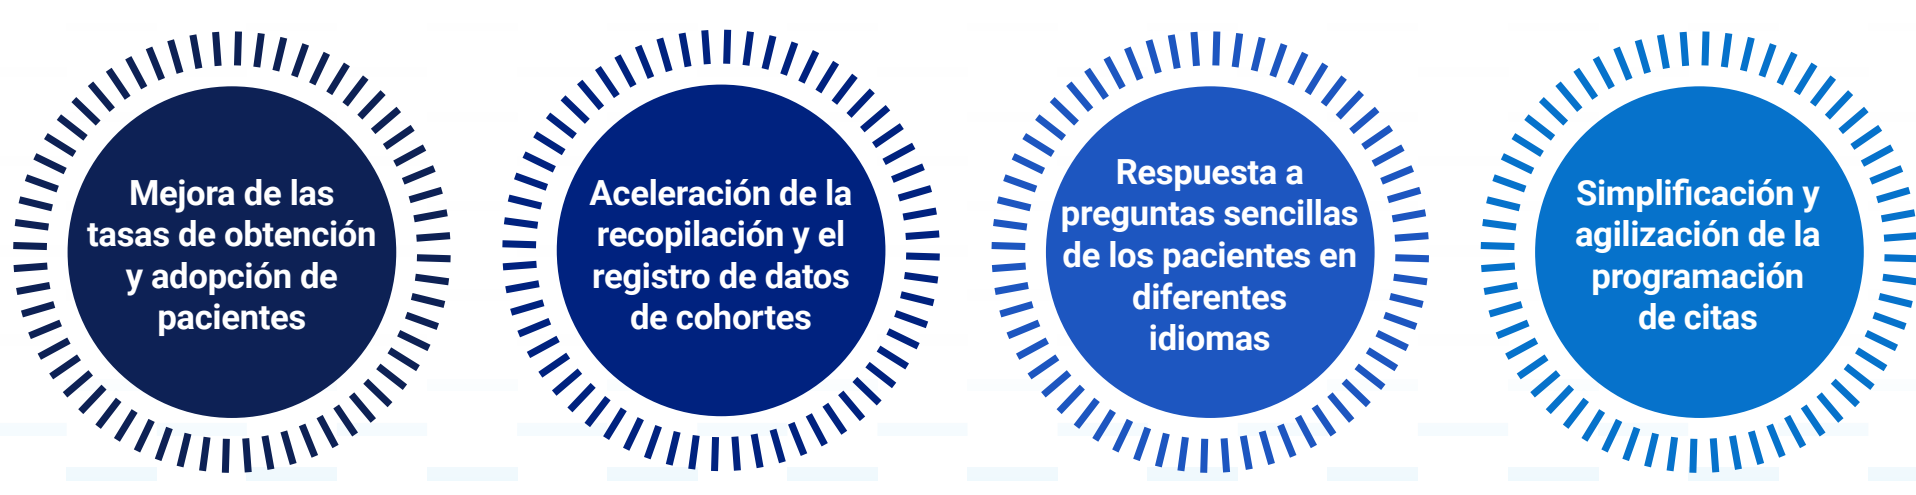 Mejora de las
tasas de obtención
y adopción de
pacientes
Aceleración de la
recopilación y el
registro de datos
de cohortes
Respuesta a
preguntas sencillas
de los pacientes en
diferentes
idiomas
Simplificación y
agilización de la
programación
de citas